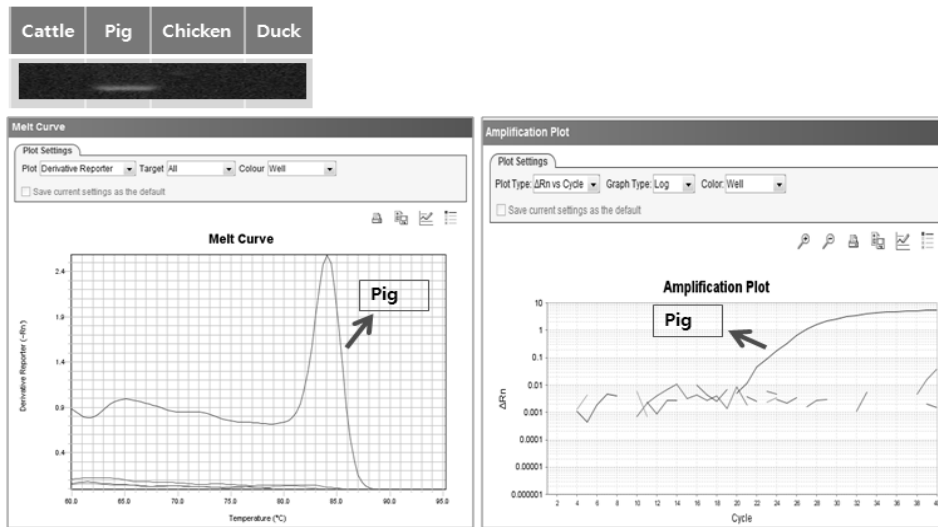 Cattle Pig Chicken Duck
Melt Curve
Plot Settings
Plot Derivative Reporter Target All Colour Well
Save current settings as the default
Melt Curve
Pig
Derivative Reporter (-Rn)
2.4
1.9
1.4
0.9
0.4
60.0 65.0 70.0 75.0 80.0 85.0 90.0 95.0
Temperature (°C)
Amplification Plot
Plot Settings
Plot Type: ΔRn vs Cycle Graph Type: Log Color: Well
Save current settings as the default
Amplification Plot
Pig
ΔRn
10
1
0.1
0.01
0.001
0.0001
0.00001
0.000001
2 4 6 8 10 12 14 16 18 20 22 24 26 28 30 32 34 36 38 40
Cycle